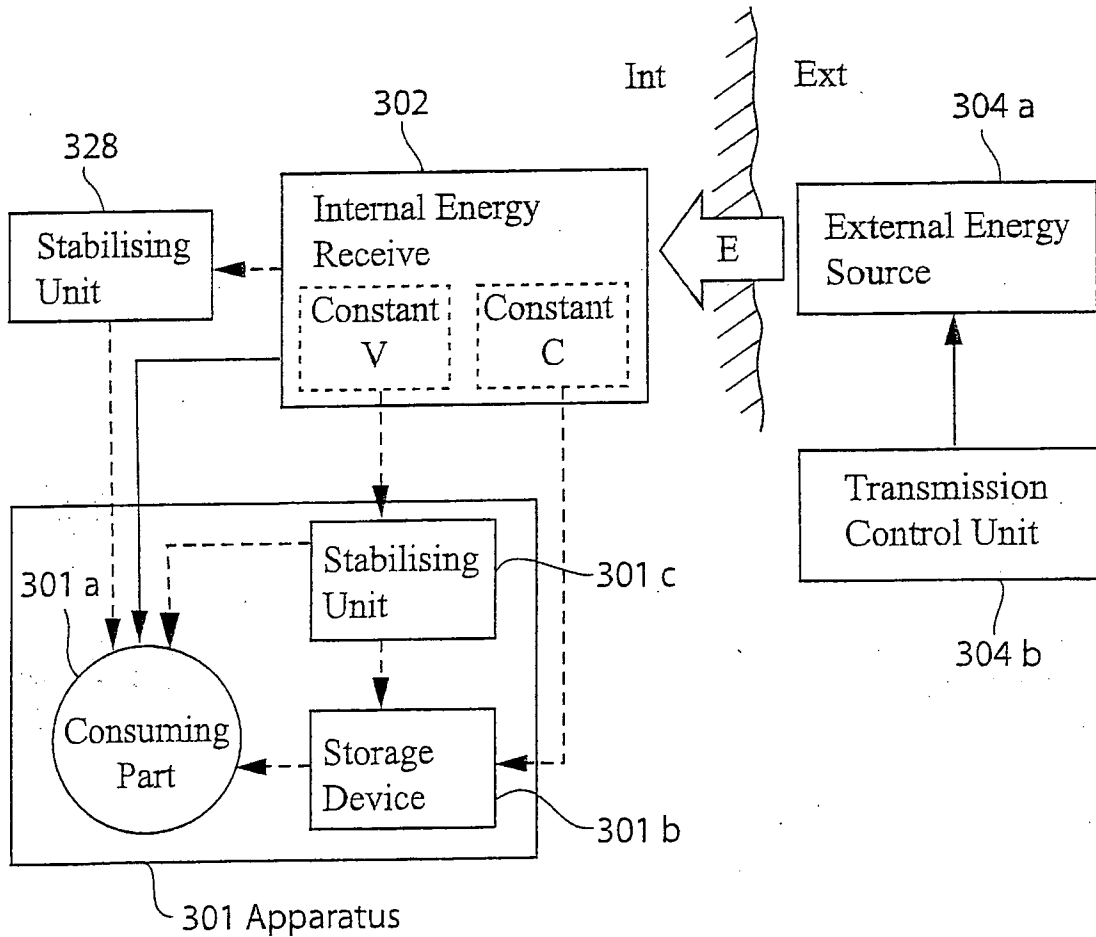 Int
Ext
304 a
302
328
Internal Energy
Receive
Constant
V
Constant
C
Stabilising
Unit
E
External Energy
Source
Transmission
Control Unit
304 b
Stabilising
Unit
301 c
301 a
Consuming
Part
Storage
Device
301 b
301 Apparatus